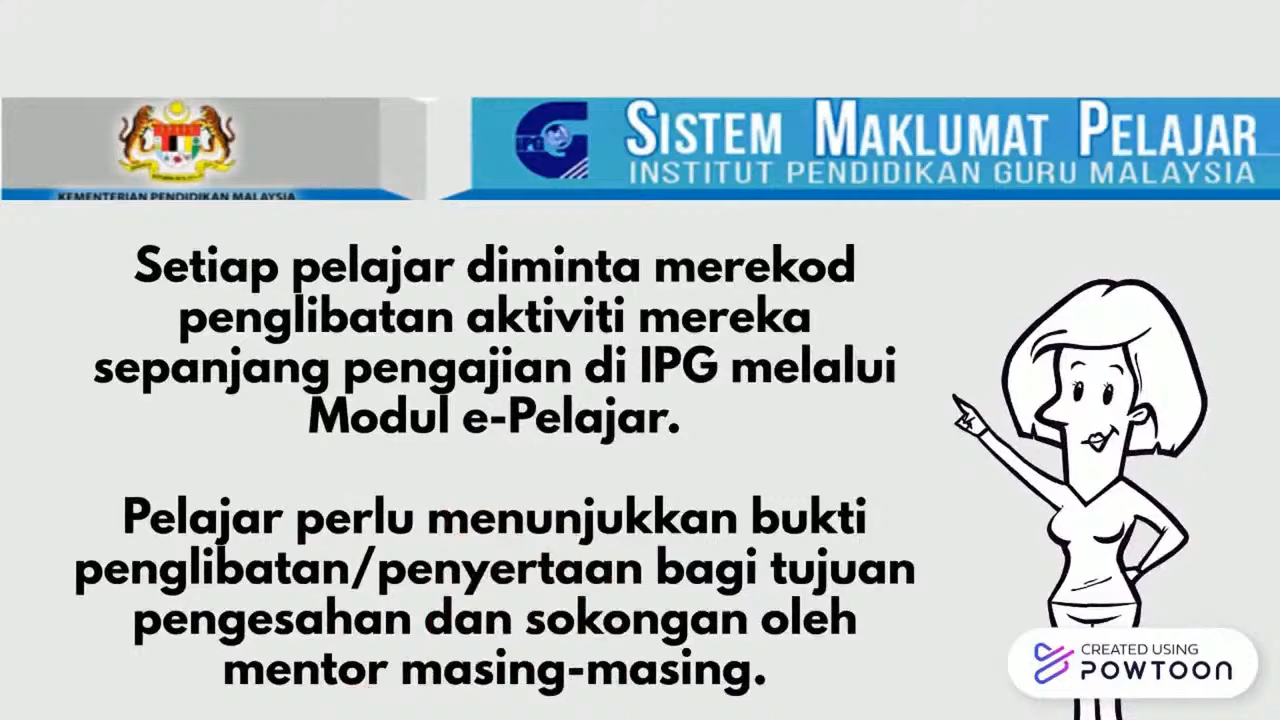 KEMENTERIAN PENDIDIKAN MALAYSIA
SISTEM MAKLUMAT PELAJAR
INSTITUT PENDIDIKAN GURU MALAYSIA
Setiap pelajar diminta merekod
penglibatan aktiviti mereka
sepanjang pengajian di IPG melalui
Modul e-Pelajar.
Pelajar perlu menunjukkan bukti
penglibatan/penyertaan bagi tujuan
pengesahan dan sokongan oleh
mentor masing-masing.
CREATED USING
POWTOON